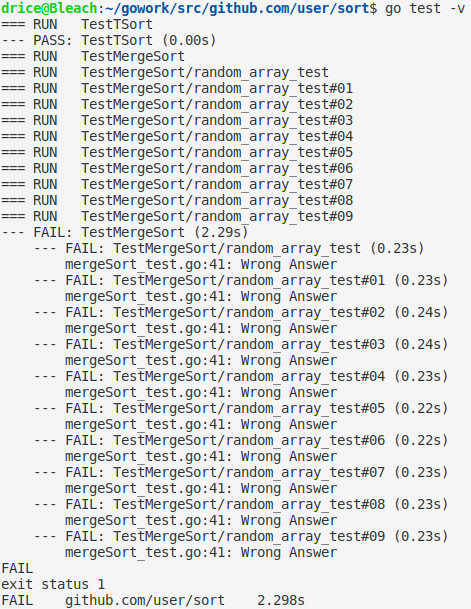 drice@Bleach:~/gowork/src/github.com/user/sort$ go test -v
=== RUN   TestTSort
--- PASS: TestTSort (0.00s)
=== RUN   TestMergeSort
=== RUN   TestMergeSort/random_array_test
=== RUN   TestMergeSort/random_array_test#01
=== RUN   TestMergeSort/random_array_test#02
=== RUN   TestMergeSort/random_array_test#03
=== RUN   TestMergeSort/random_array_test#04
=== RUN   TestMergeSort/random_array_test#05
=== RUN   TestMergeSort/random_array_test#06
=== RUN   TestMergeSort/random_array_test#07
=== RUN   TestMergeSort/random_array_test#08
=== RUN   TestMergeSort/random_array_test#09
--- FAIL: TestMergeSort (2.29s)
    --- FAIL: TestMergeSort/random_array_test (0.23s)
        mergeSort_test.go:41: Wrong Answer
    --- FAIL: TestMergeSort/random_array_test#01 (0.23s)
        mergeSort_test.go:41: Wrong Answer
    --- FAIL: TestMergeSort/random_array_test#02 (0.24s)
        mergeSort_test.go:41: Wrong Answer
    --- FAIL: TestMergeSort/random_array_test#03 (0.24s)
        mergeSort_test.go:41: Wrong Answer
    --- FAIL: TestMergeSort/random_array_test#04 (0.23s)
        mergeSort_test.go:41: Wrong Answer
    --- FAIL: TestMergeSort/random_array_test#05 (0.22s)
        mergeSort_test.go:41: Wrong Answer
    --- FAIL: TestMergeSort/random_array_test#06 (0.22s)
        mergeSort_test.go:41: Wrong Answer
    --- FAIL: TestMergeSort/random_array_test#07 (0.23s)
        mergeSort_test.go:41: Wrong Answer
    --- FAIL: TestMergeSort/random_array_test#08 (0.23s)
        mergeSort_test.go:41: Wrong Answer
    --- FAIL: TestMergeSort/random_array_test#09 (0.23s)
        mergeSort_test.go:41: Wrong Answer
FAIL
exit status 1
FAIL    github.com/user/sort    2.298s